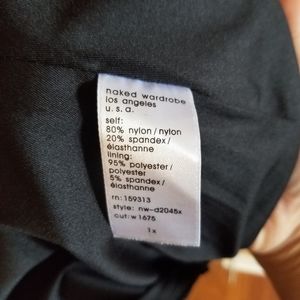 naked wardrobe
los angeles
u. s. a.
self:
80% nylon / nylon
20% spandex /
élasthanne
lining:
95% polyester /
polyester
5% spandex /
élasthanne
rn: 159313
style: nw-d2045x
cut: w 1675
1x